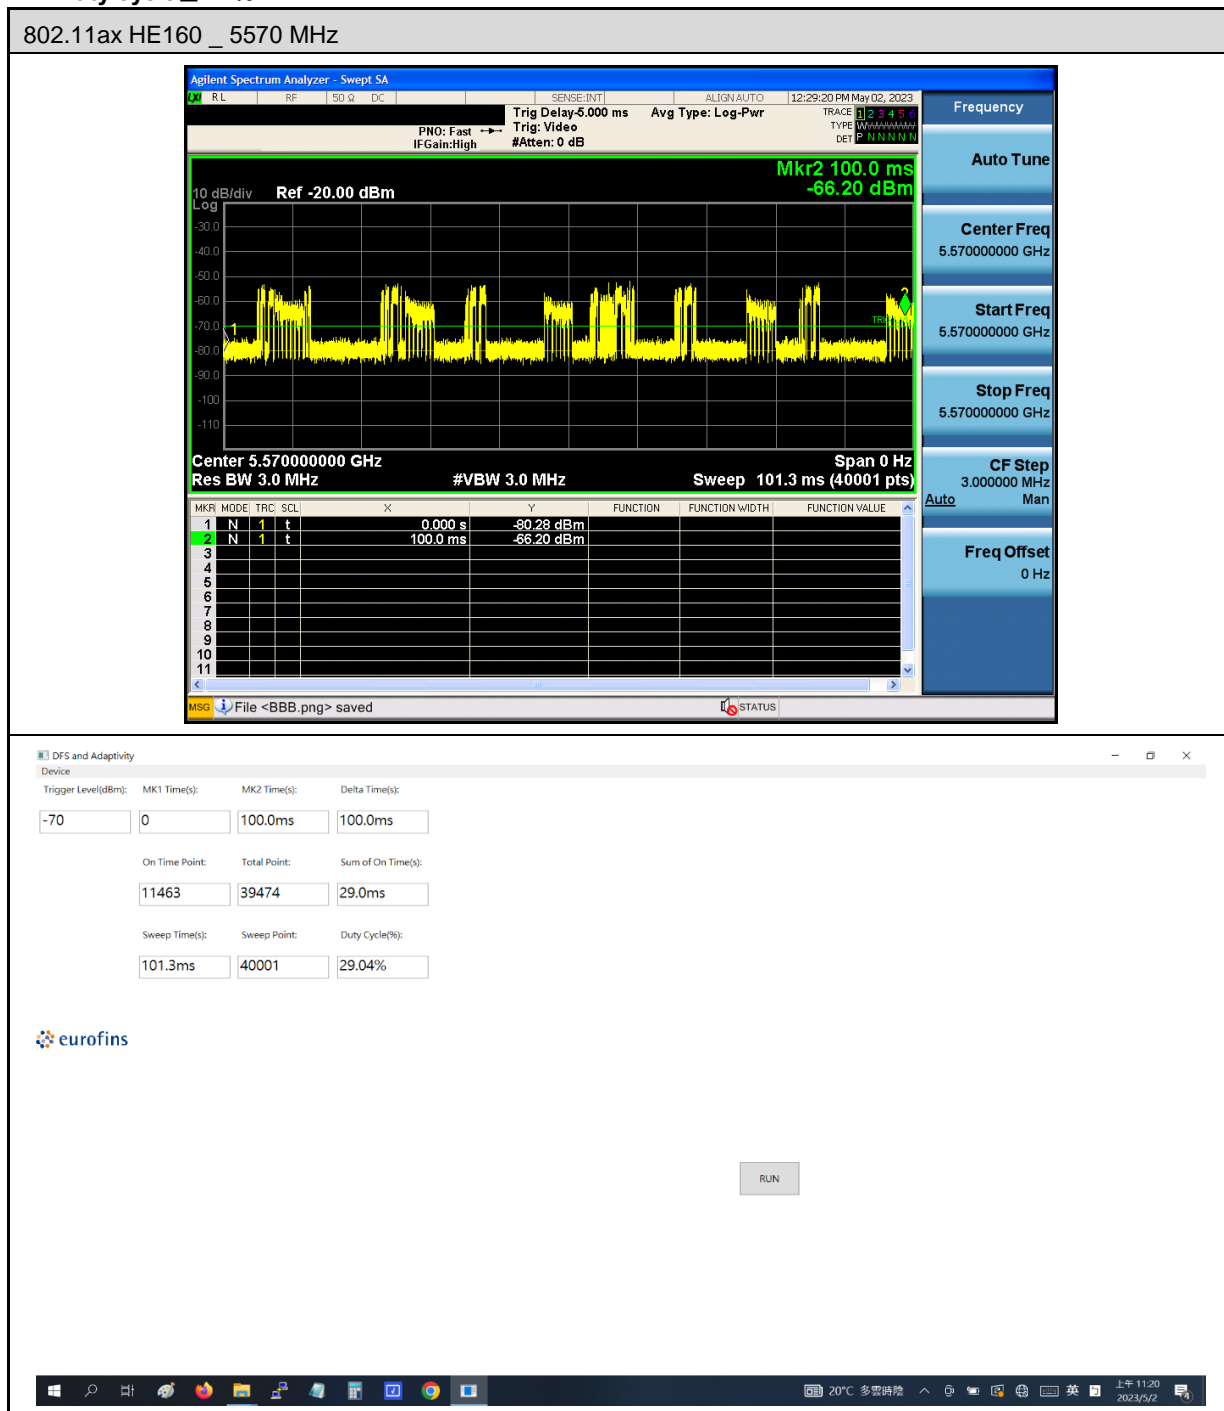 802.11ax HE160 _ 5570 MHz
Agilent Spectrum Analyzer - Swept SA
LXI RL RF 50 Ω DC SENSE:INT ALIGN AUTO 12:29:20 PM May 02, 2023
Trig Delay-5.000 ms Avg Type: Log-Pwr TRACE 1 2 3 4 5 6
PNO: Fast Trig: Video TYPE WWWWWW
IFGain:High #Atten: 0 dB DET P N N N N N
Frequency
Mkr2 100.0 ms
-66.20 dBm
10 dB/div Ref -20.00 dBm
Log
-30.0
-40.0
-50.0
-60.0
-70.0
-80.0
-90.0
-100
-110
1
2
Center 5.570000000 GHz Span 0 Hz
Res BW 3.0 MHz #VBW 3.0 MHz Sweep 101.3 ms (40001 pts)
MKR MODE TRC SCL X Y FUNCTION FUNCTION WIDTH FUNCTION VALUE
1 N 1 t 0.000 s -80.28 dBm
2 N 1 t 100.0 ms -66.20 dBm
3
4
5
6
7
8
9
10
11
MSG File <BBB.png> saved STATUS
Auto Tune
Center Freq
5.570000000 GHz
Start Freq
5.570000000 GHz
Stop Freq
5.570000000 GHz
CF Step
3.000000 MHz
Auto Man
Freq Offset
0 Hz
DFS and Adaptivity
Device
Trigger Level(dBm): MK1 Time(s): MK2 Time(s): Delta Time(s):
-70 0 100.0ms 100.0ms
On Time Point: Total Point: Sum of On Time(s):
11463 39474 29.0ms
Sweep Time(s): Sweep Point: Duty Cycle(%):
101.3ms 40001 29.04%
eurofins
RUN
20°C 多雲時陰 英 上午 11:20
2023/5/2